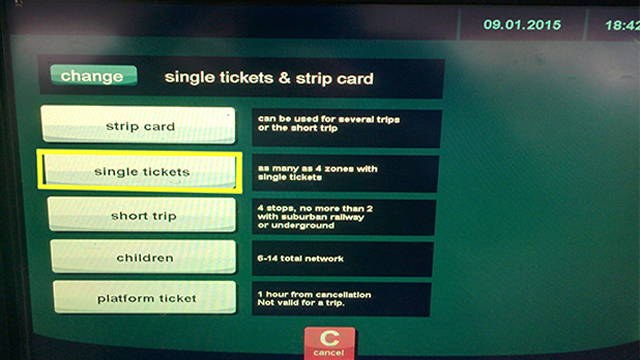 09.01.2015
18:42
change
single tickets & strip card
strip card
can be used for several trips
or the short trip
single tickets
as many as 4 zones with
single tickets
short trip
4 stops, no more than 2
with suburban railway
or underground
children
6-14 total network
platform ticket
1 hour from cancellation
Not valid for a trip.
C
cancel